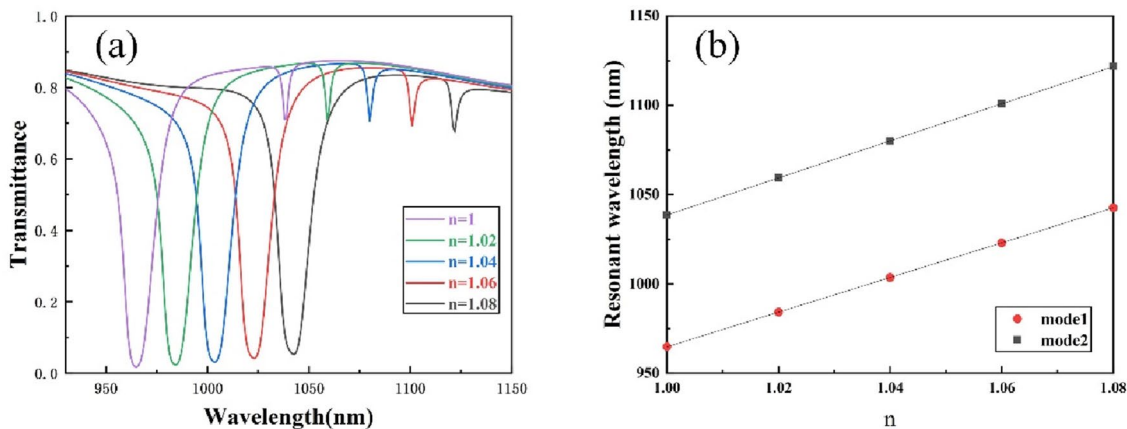 (a)
Transmittance
1.0
0.8
0.6
0.4
0.2
0.0
n=1
n=1.02
n=1.04
n=1.06
n=1.08
950
1000
1050
1100
1150
Wavelength(nm)
(b)
Resonant wavelength (nm)
1150
1100
1050
1000
950
mode1
mode2
1.00
1.02
1.04
1.06
1.08
n